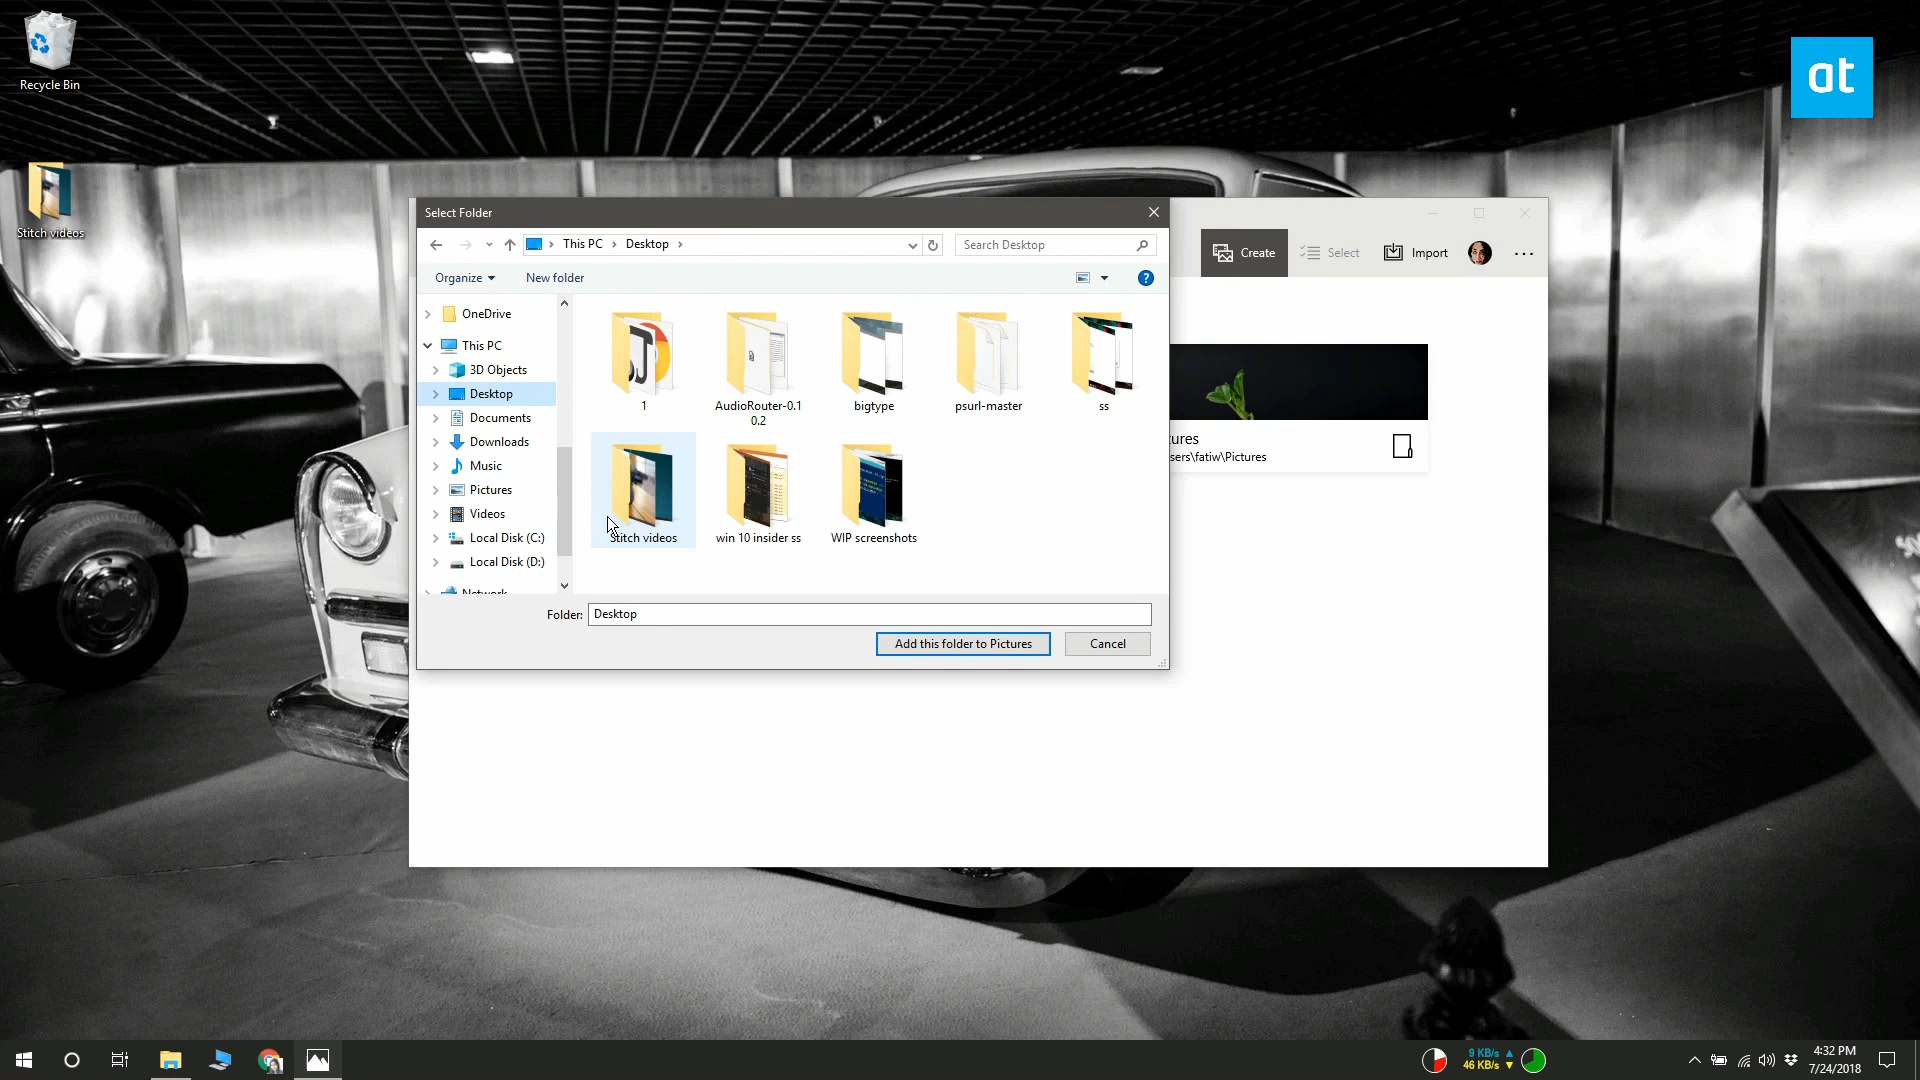 Recycle Bin
at
Stitch videos
Select Folder
This PC
Desktop
Search Desktop
Create
Select
Import
Organize
New folder
OneDrive
This PC
3D Objects
Desktop
Documents
Downloads
Music
Pictures
Videos
Local Disk (C:)
Local Disk (D:)
Network
1
AudioRouter-0.10.2
bigtype
psurl-master
ss
Stitch videos
win 10 insider ss
WIP screenshots
tures
sers\fatiw\Pictures
Folder:
Desktop
Add this folder to Pictures
Cancel
9 KB/s
46 KB/s
4:32 PM
7/24/2018